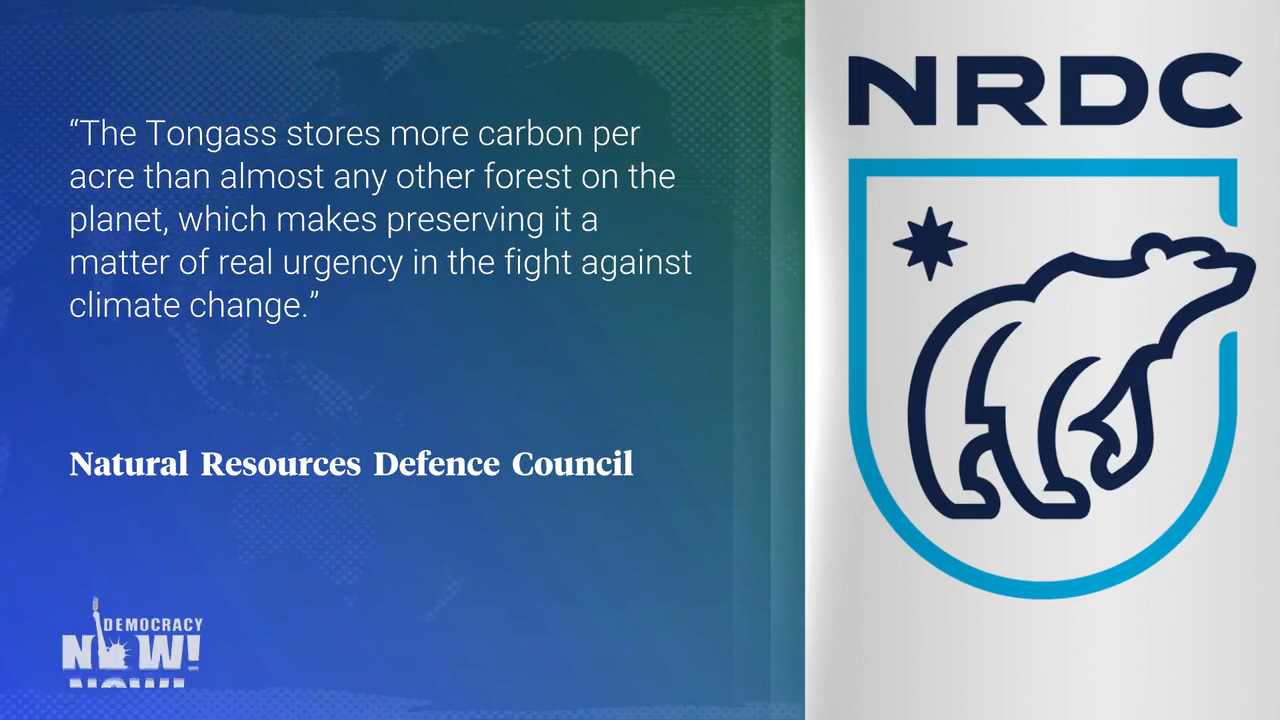 “The Tongass stores more carbon per
acre than almost any other forest on the
planet, which makes preserving it a
matter of real urgency in the fight against
climate change.”
Natural Resources Defence Council
DEMOCRACY
NOW!
NOW!
NRDC